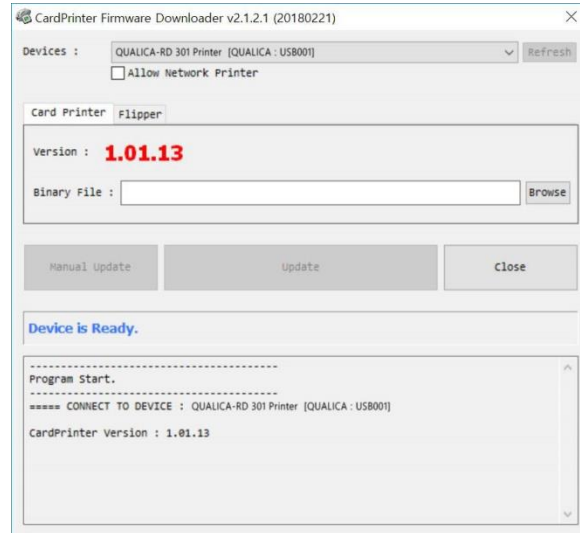 CardPrinter Firmware Downloader v2.1.2.1 (20180221)
Devices : QUALICA-RD 301 Printer [QUALICA : USB001] Refresh
Allow Network Printer
Card Printer Flipper
Version : 1.01.13
Binary File : Browse
Manual Update Update Close
Device is Ready.
----------------------------------------
Program Start.
----------------------------------------
===== CONNECT TO DEVICE : QUALICA-RD 301 Printer [QUALICA : USB001]
CardPrinter Version : 1.01.13